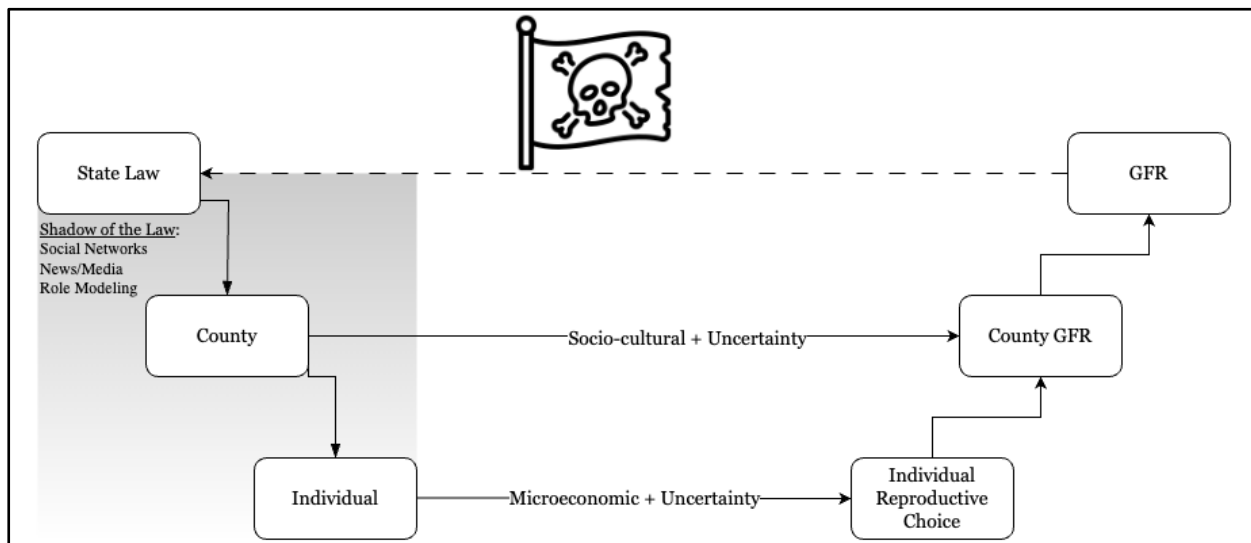 State Law
GFR
Shadow of the Law:
Social Networks
News/Media
Role Modeling
County
Socio-cultural + Uncertainty
County GFR
Individual
Microeconomic + Uncertainty
Individual
Reproductive
Choice